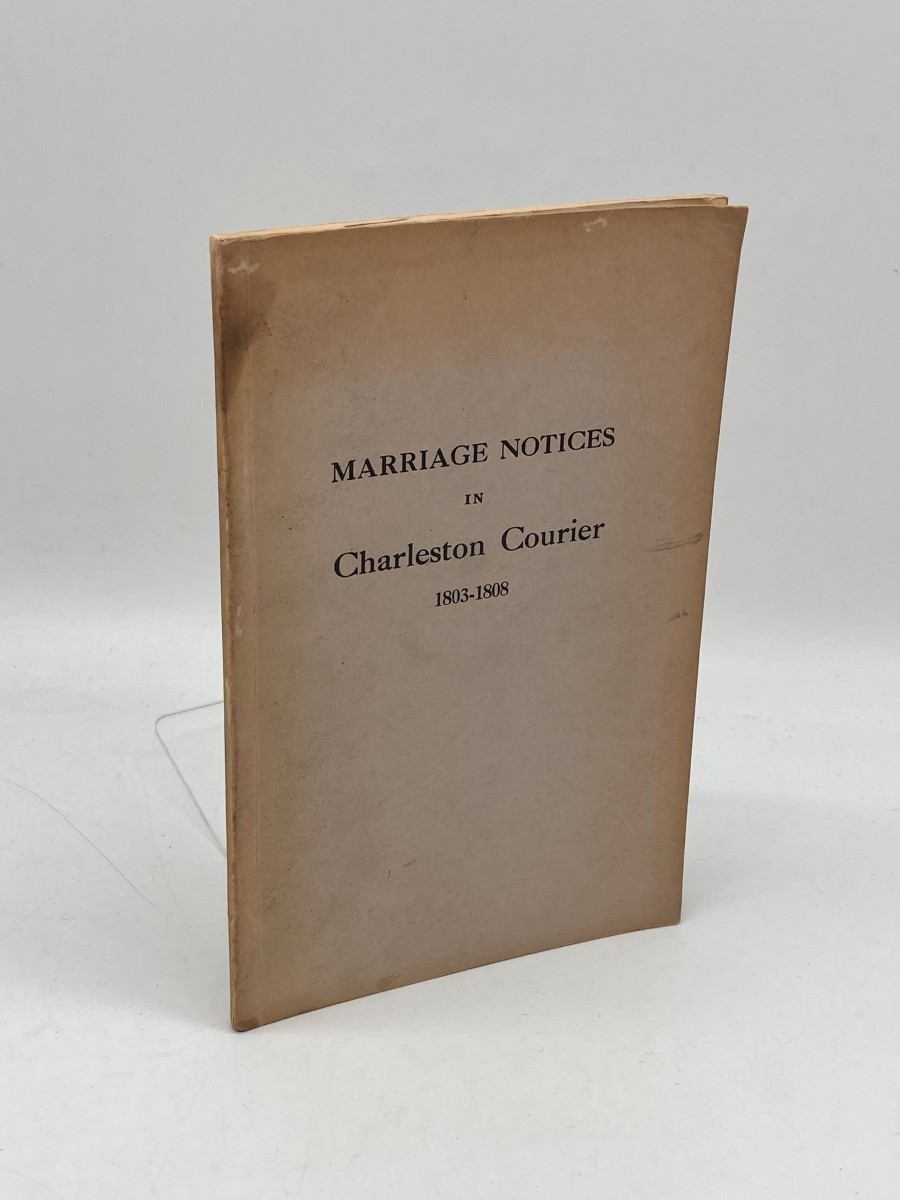 MARRIAGE NOTICES
IN
Charleston Courier
1803-1808